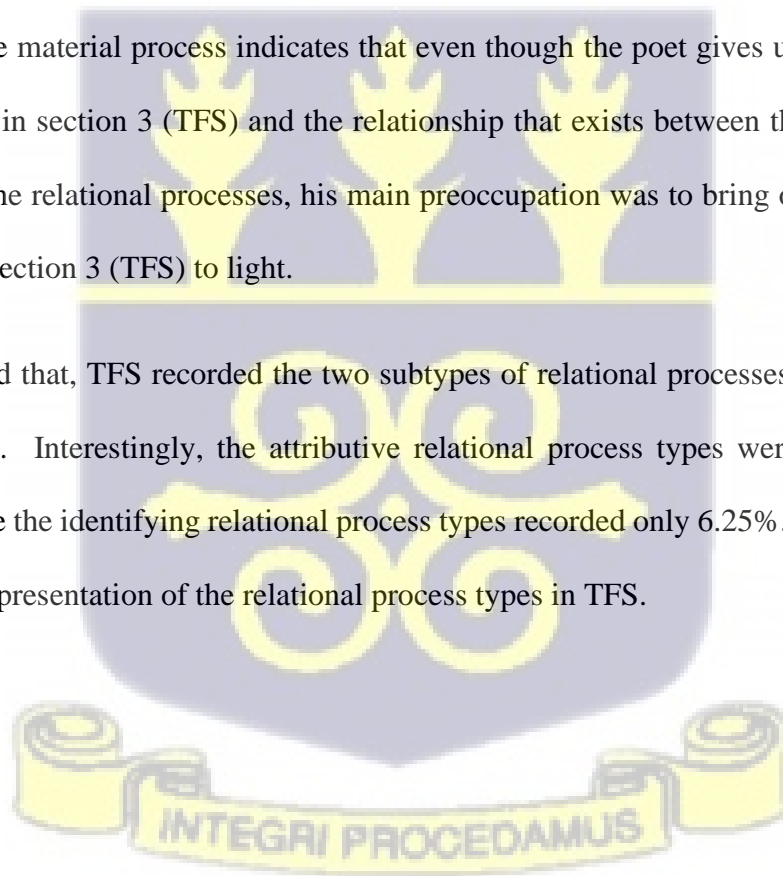 e material process indicates that even though the poet gives u
in section 3 (TFS) and the relationship that exists between th
ne relational processes, his main preoccupation was to bring o
ection 3 (TFS) to light.
d that, TFS recorded the two subtypes of relational processes
. Interestingly, the attributive relational process types wer
e the identifying relational process types recorded only 6.25%.
presentation of the relational process types in TFS.
INTEGRI PROCEDAMUS